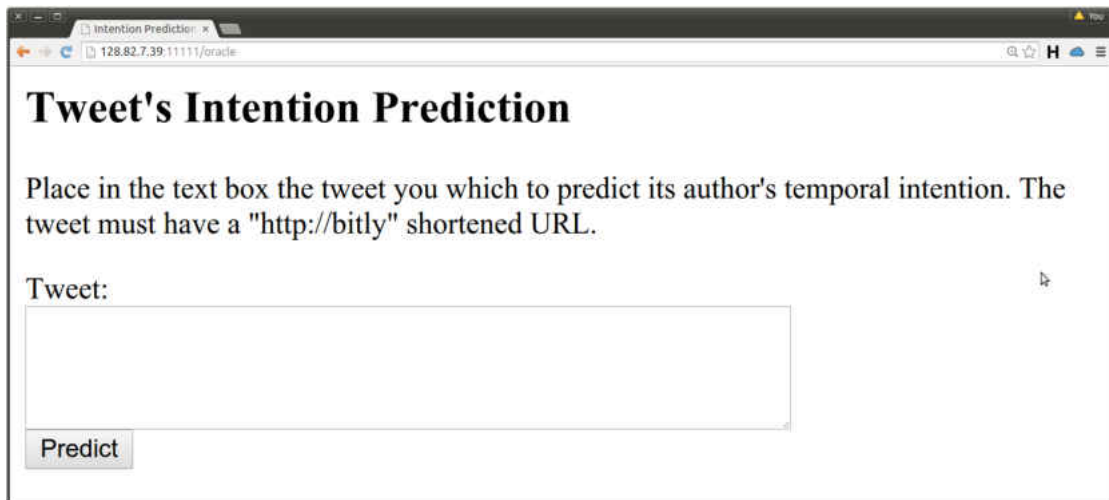 You
Intention Prediction
128.82.7.39:11111/oracle
H
Tweet's Intention Prediction
Place in the text box the tweet you which to predict its author's temporal intention. The
tweet must have a "http://bitly" shortened URL.
Tweet:
Predict